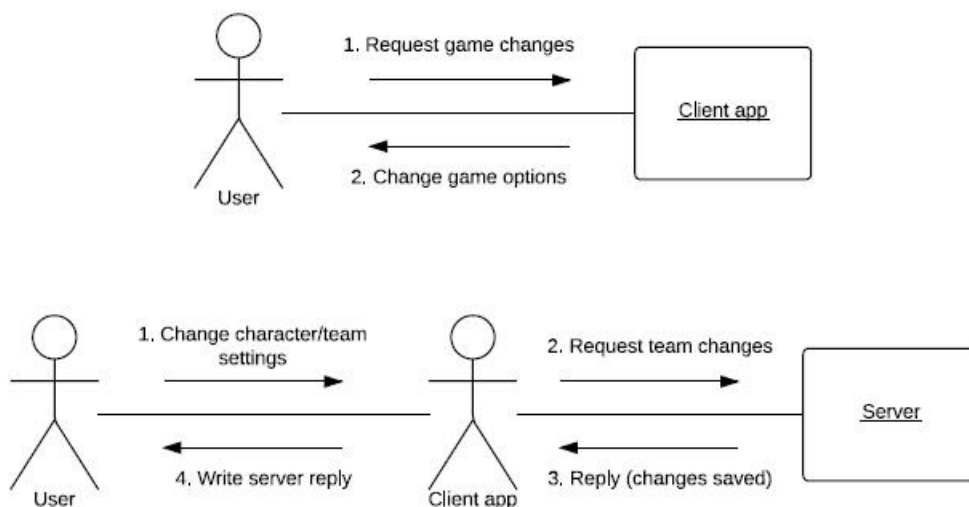 1. Request game changes
Client app
2. Change game options
User
1. Change character/team
settings
2. Request team changes
Server
4. Write server reply
3. Reply (changes saved)
User
Client app